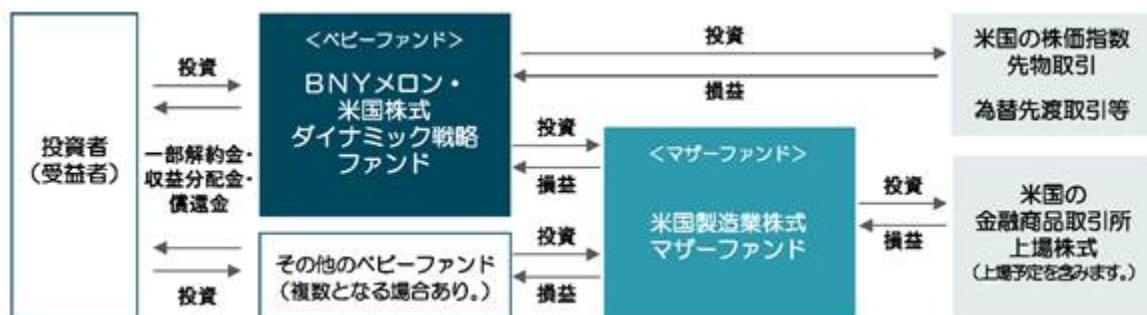 投資者
(受益者)
投資
一部解約金・
収益分配金・
償還金
投資
<ベビーファンド>
BNYメロン・
米国株式
ダイナミック戦略
ファンド
その他のベビーファンド
(複数となる場合あり。)
投資
損益
投資
損益
投資
損益
<マザーファンド>
米国製造業株式
マザーファンド
投資
損益
米国の株価指数
先物取引
為替先渡取引等
米国の
金融商品取引所
上場株式
(上場予定を含みます。)